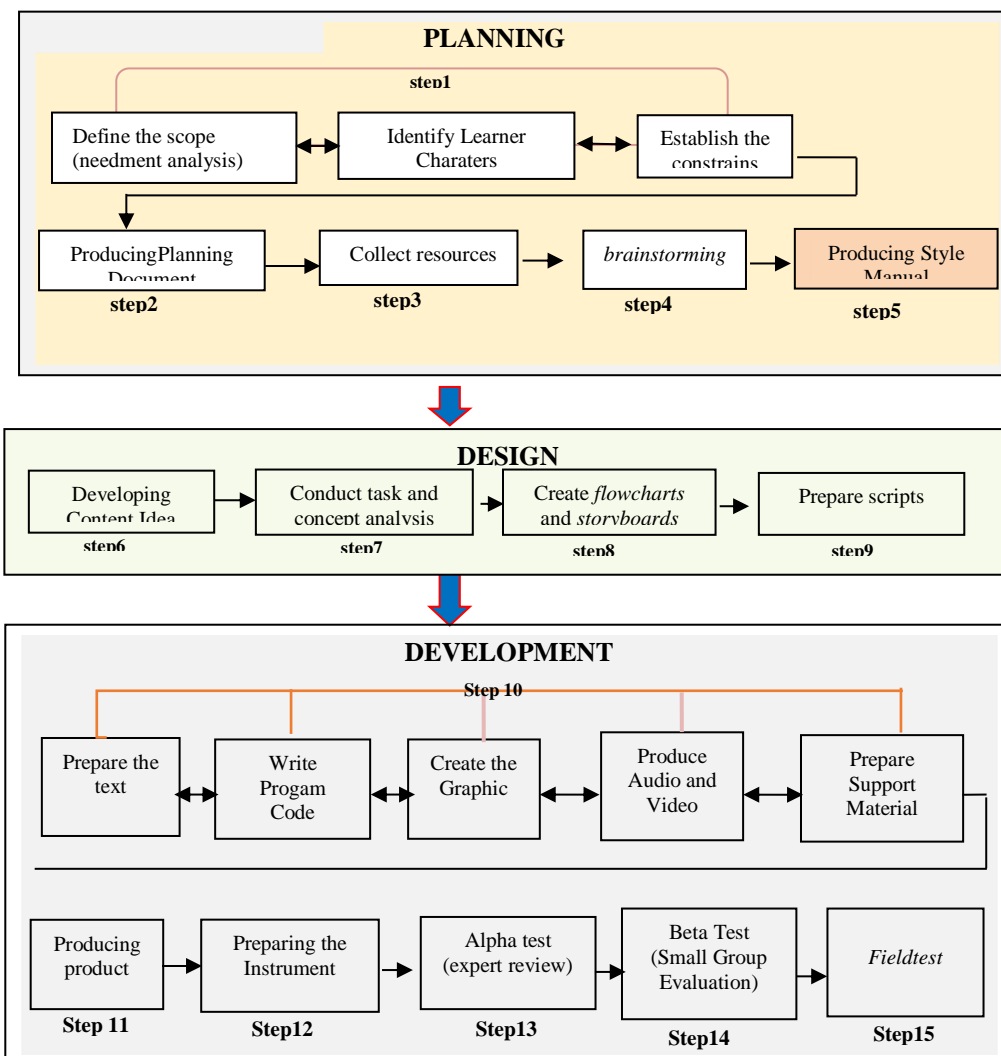 PLANNING
step1
Define the scope
(needment analysis)
Identify Learner
Charaters
Establish the
constrains
ProducingPlanning
Document
step2
Collect resources
step3
brainstorming
step4
Producing Style
Manual
step5
DESIGN
Developing
Content Idea
step6
Conduct task and
concept analysis
step7
Create flowcharts
and storyboards
step8
Prepare scripts
step9
DEVELOPMENT
Step 10
Prepare the
text
Write
Progam
Code
Create the
Graphic
Produce
Audio and
Video
Prepare
Support
Material
Producing
product
Step 11
Preparing the
Instrument
Step12
Alpha test
(expert review)
Step13
Beta Test
(Small Group
Evaluation)
Step14
Fieldtest
Step15